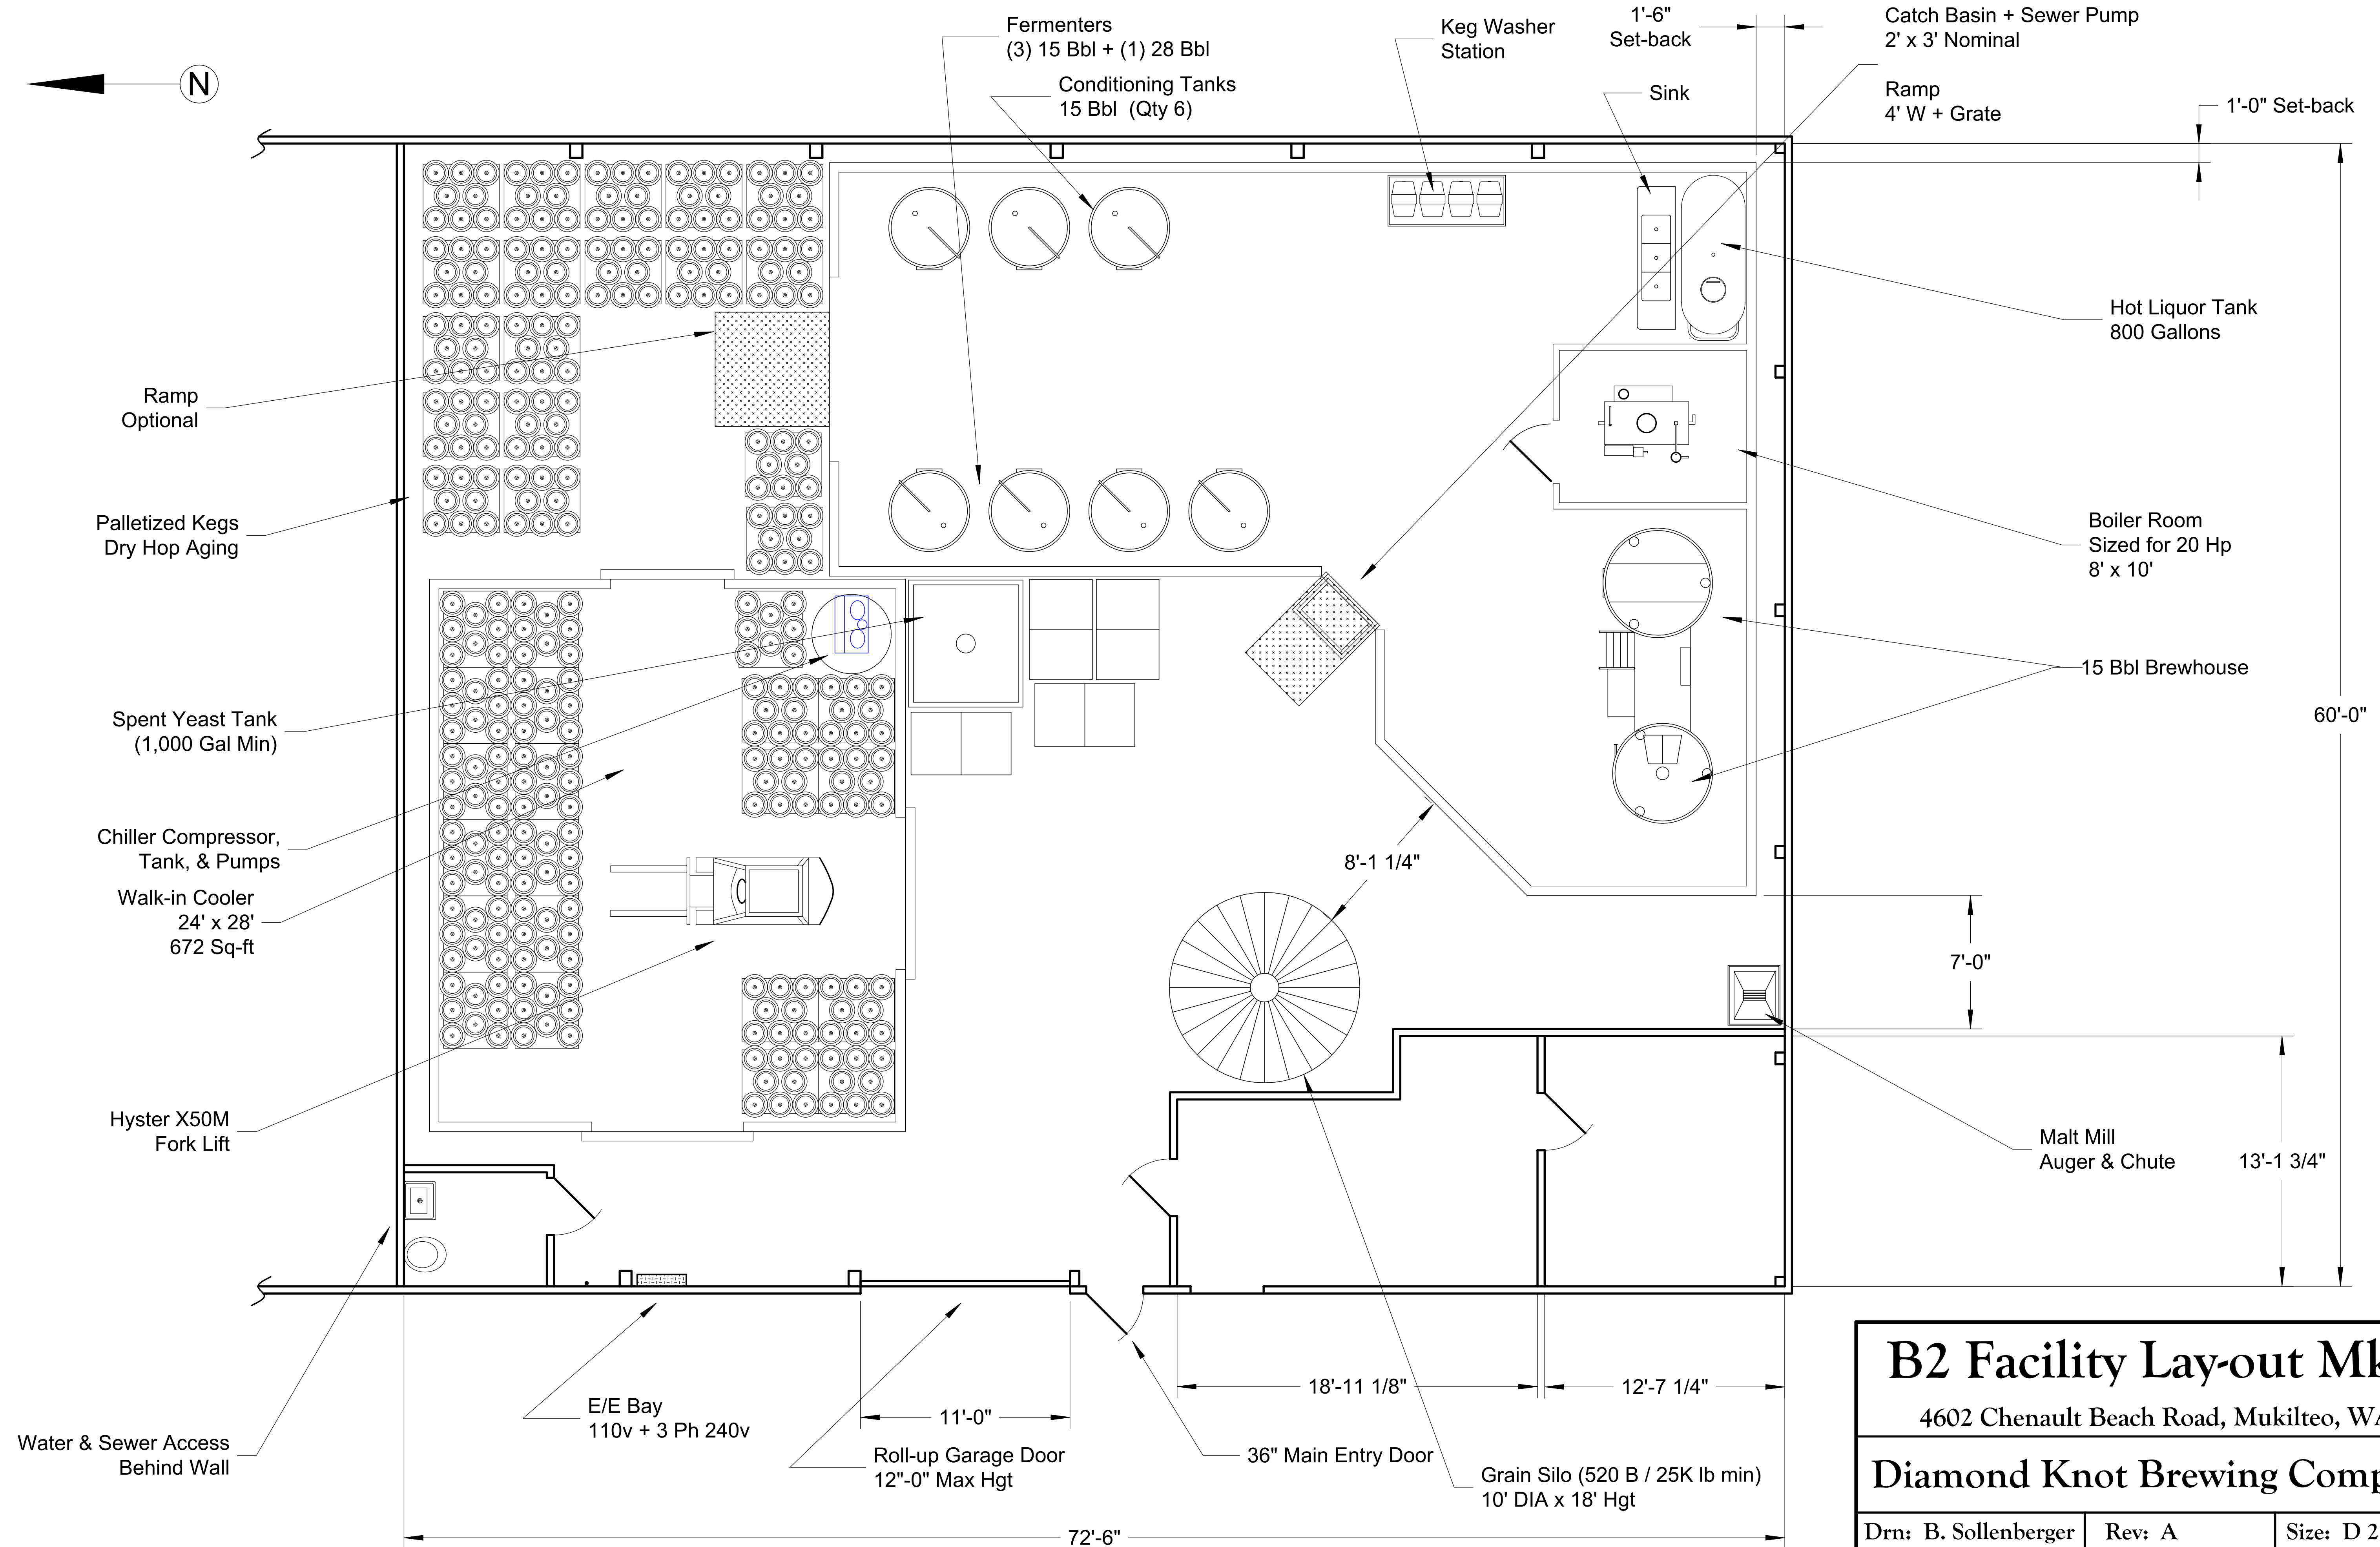 Fermenters
(3) 15 Bbl + (1) 28 Bbl
Conditioning Tanks
15 Bbl (Qty 6)
Keg Washer
Station
1'-6"
Set-back
Sink
Catch Basin + Sewer Pump
2' x 3' Nominal
Ramp
4' W + Grate
1'-0" Set-back
N
Hot Liquor Tank
800 Gallons
Ramp
Optional
Palletized Kegs
Dry Hop Aging
Boiler Room
Sized for 20 Hp
8' x 10'
15 Bbl Brewhouse
60'-0"
Spent Yeast Tank
(1,000 Gal Min)
Chiller Compressor,
Tank, & Pumps
8'-1 1/4"
Walk-in Cooler
24' x 28'
672 Sq-ft
7'-0"
Hyster X50M
Fork Lift
Malt Mill
Auger & Chute
13'-1 3/4"
Water & Sewer Access
Behind Wall
E/E Bay
110v + 3 Ph 240v
11'-0"
Roll-up Garage Door
12"-0" Max Hgt
36" Main Entry Door
18'-11 1/8"
12'-7 1/4"
Grain Silo (520 B / 25K lb min)
10' DIA x 18' Hgt
72'-6"
B2 Facility Lay-out
4602 Chenault Beach Road, Mukilteo,
Diamond Knot Brewing
Drn: B. Sollenberger
Rev: A
Size: D